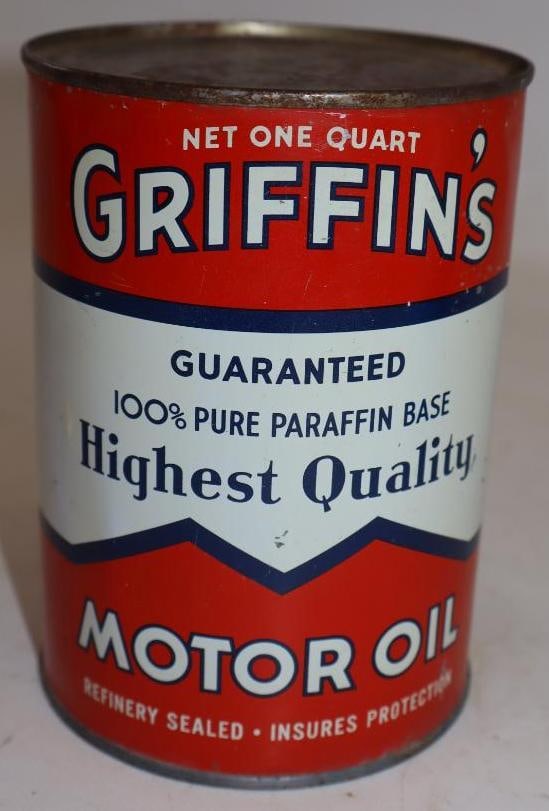 NET ONE QUART
GRIFFIN'S
GUARANTEED
100% PURE PARAFFIN BASE
Highest Quality
MOTOR OIL
REFINERY SEALED • INSURES PROTECTION